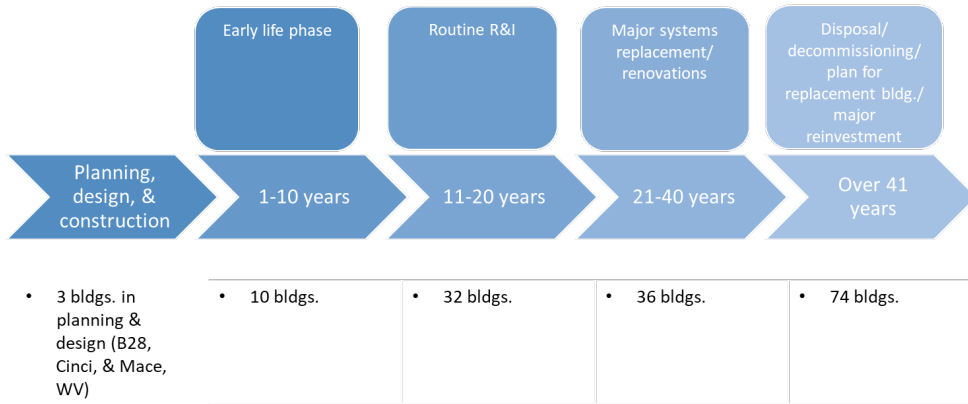 Early life phase
Routine R&I
Major systems
replacement/
renovations
Disposal/
decommissioning/
plan for
replacement bldg./
major
reinvestment
Planning,
design, &
construction
1-10 years
11-20 years
21-40 years
Over 41
years
• 3 bldgs. in
planning &
design (B28,
Cinci, & Mace,
WV)
• 10 bldgs.
• 32 bldgs.
• 36 bldgs.
• 74 bldgs.